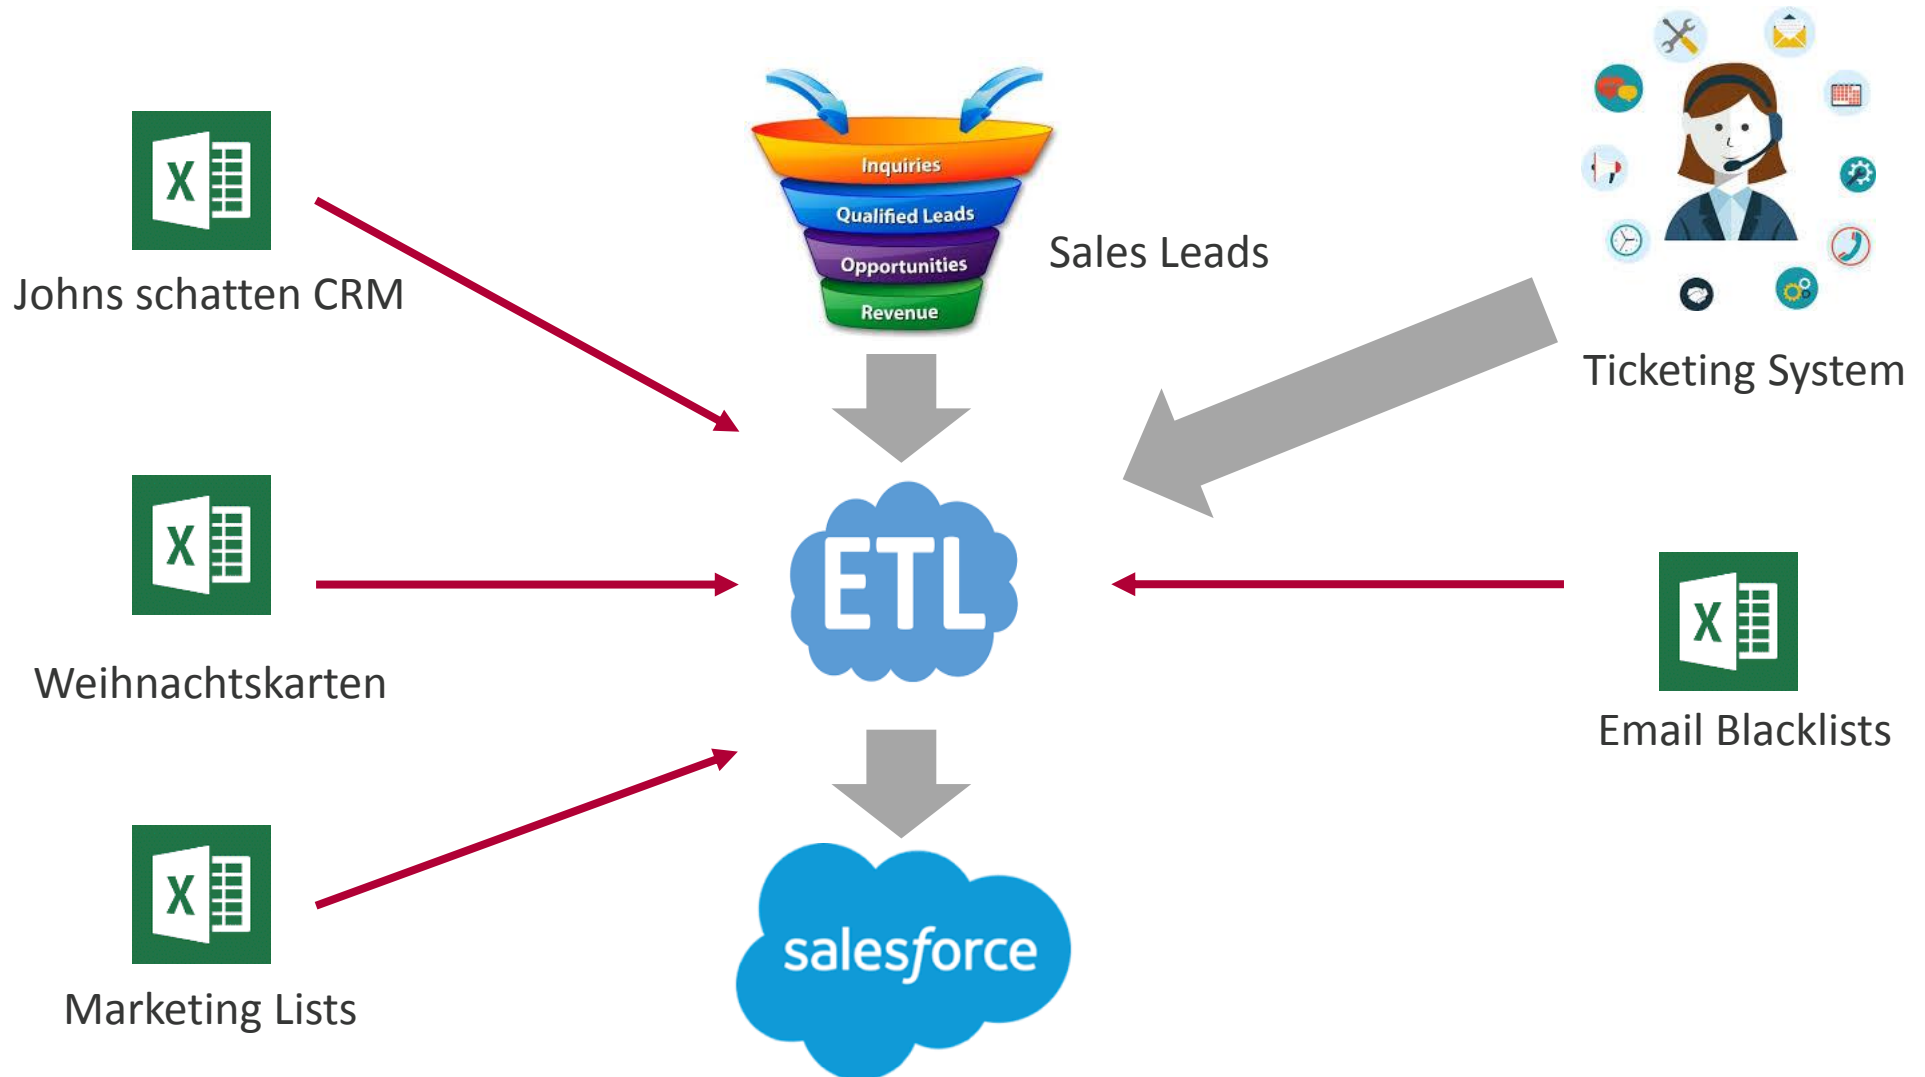 X
Johns schatten CRM
Inquiries
Qualified Leads
Opportunities
Revenue
Sales Leads
Ticketing System
X
Weihnachtskarten
ETL
X
Email Blacklists
X
Marketing Lists
salesforce